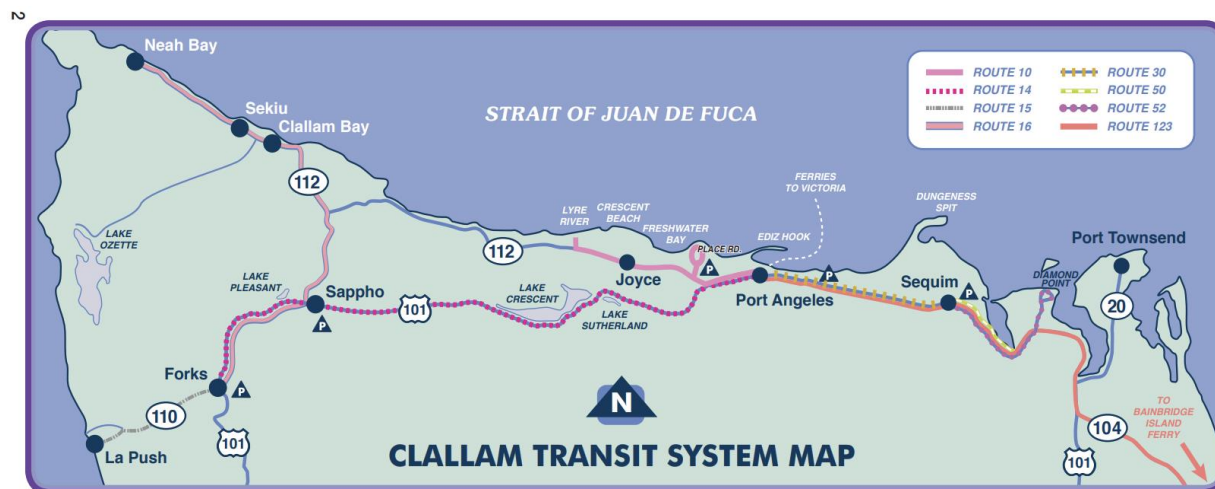 2
Neah Bay
Sekiu
Clallam Bay
112
STRAIT OF JUAN DE FUCA
ROUTE 10
ROUTE 14
ROUTE 15
ROUTE 16
ROUTE 30
ROUTE 50
ROUTE 52
ROUTE 123
FERRIES
TO VICTORIA
DUNGENESS
SPIT
LYRE
RIVER
CRESCENT
BEACH
FRESHWATER
BAY
PLACE RD.
EDIZ HOOK
Port Townsend
LAKE
OZETTE
112
Joyce
P
Port Angeles
P
Sequim
P
DIAMOND
POINT
20
LAKE
PLEASANT
Sappho
P
101
LAKE
CRESCENT
LAKE
SUTHERLAND
Forks
P
110
La Push
101
N
CLALLAM TRANSIT SYSTEM MAP
TO
BAINBRIDGE
ISLAND
FERRY
104
101